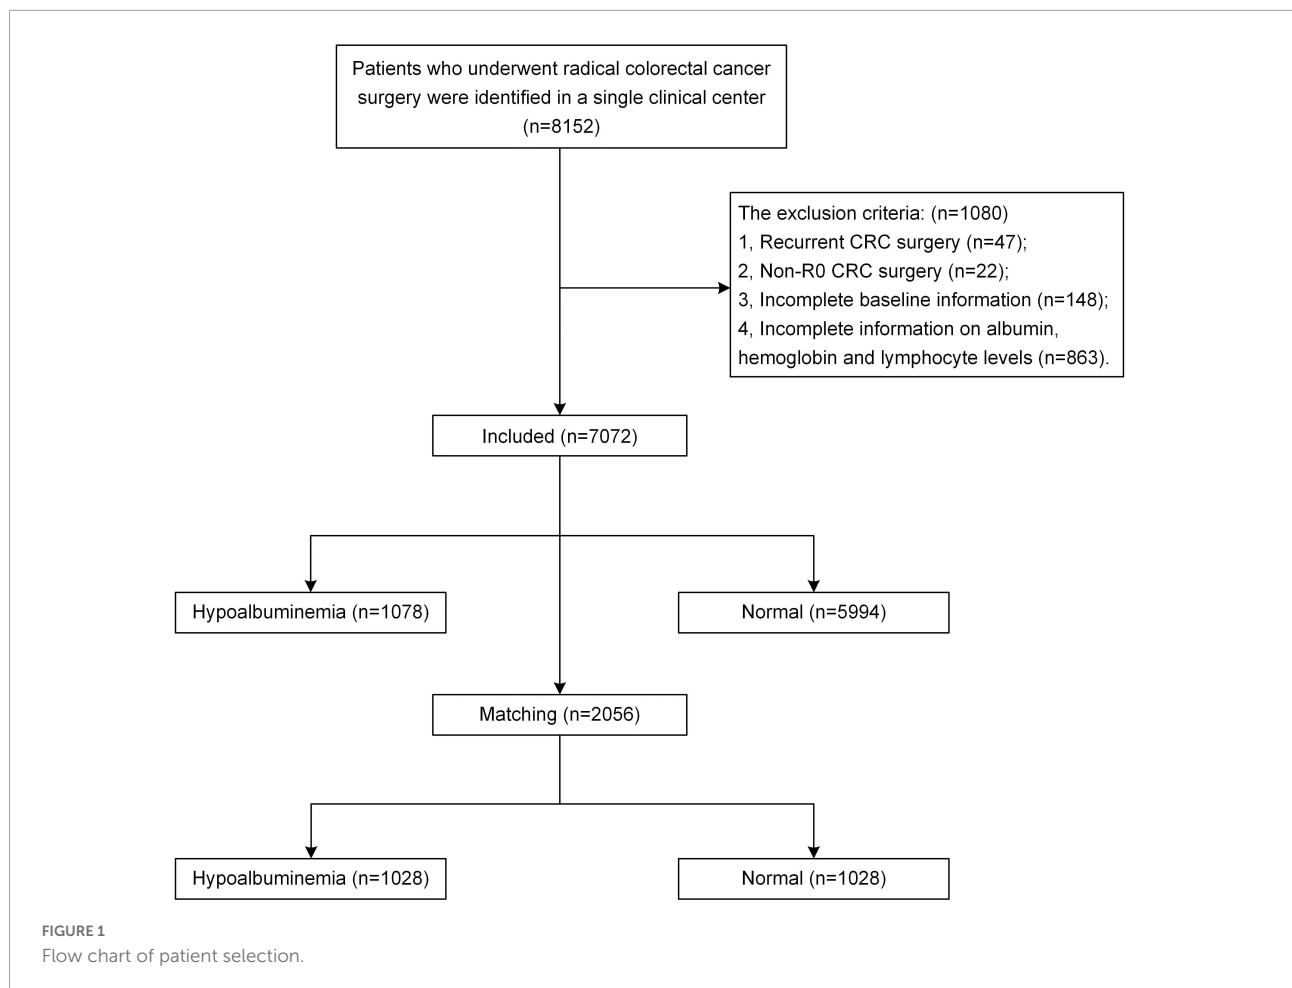 Patients who underwent radical colorectal cancer
surgery were identified in a single clinical center
(n=8152)
The exclusion criteria: (n=1080)
1, Recurrent CRC surgery (n=47);
2, Non-R0 CRC surgery (n=22);
3, Incomplete baseline information (n=148);
4, Incomplete information on albumin,
hemoglobin and lymphocyte levels (n=863).
Included (n=7072)
Hypoalbuminemia (n=1078)
Normal (n=5994)
Matching (n=2056)
Hypoalbuminemia (n=1028)
Normal (n=1028)
FIGURE 1
Flow chart of patient selection.